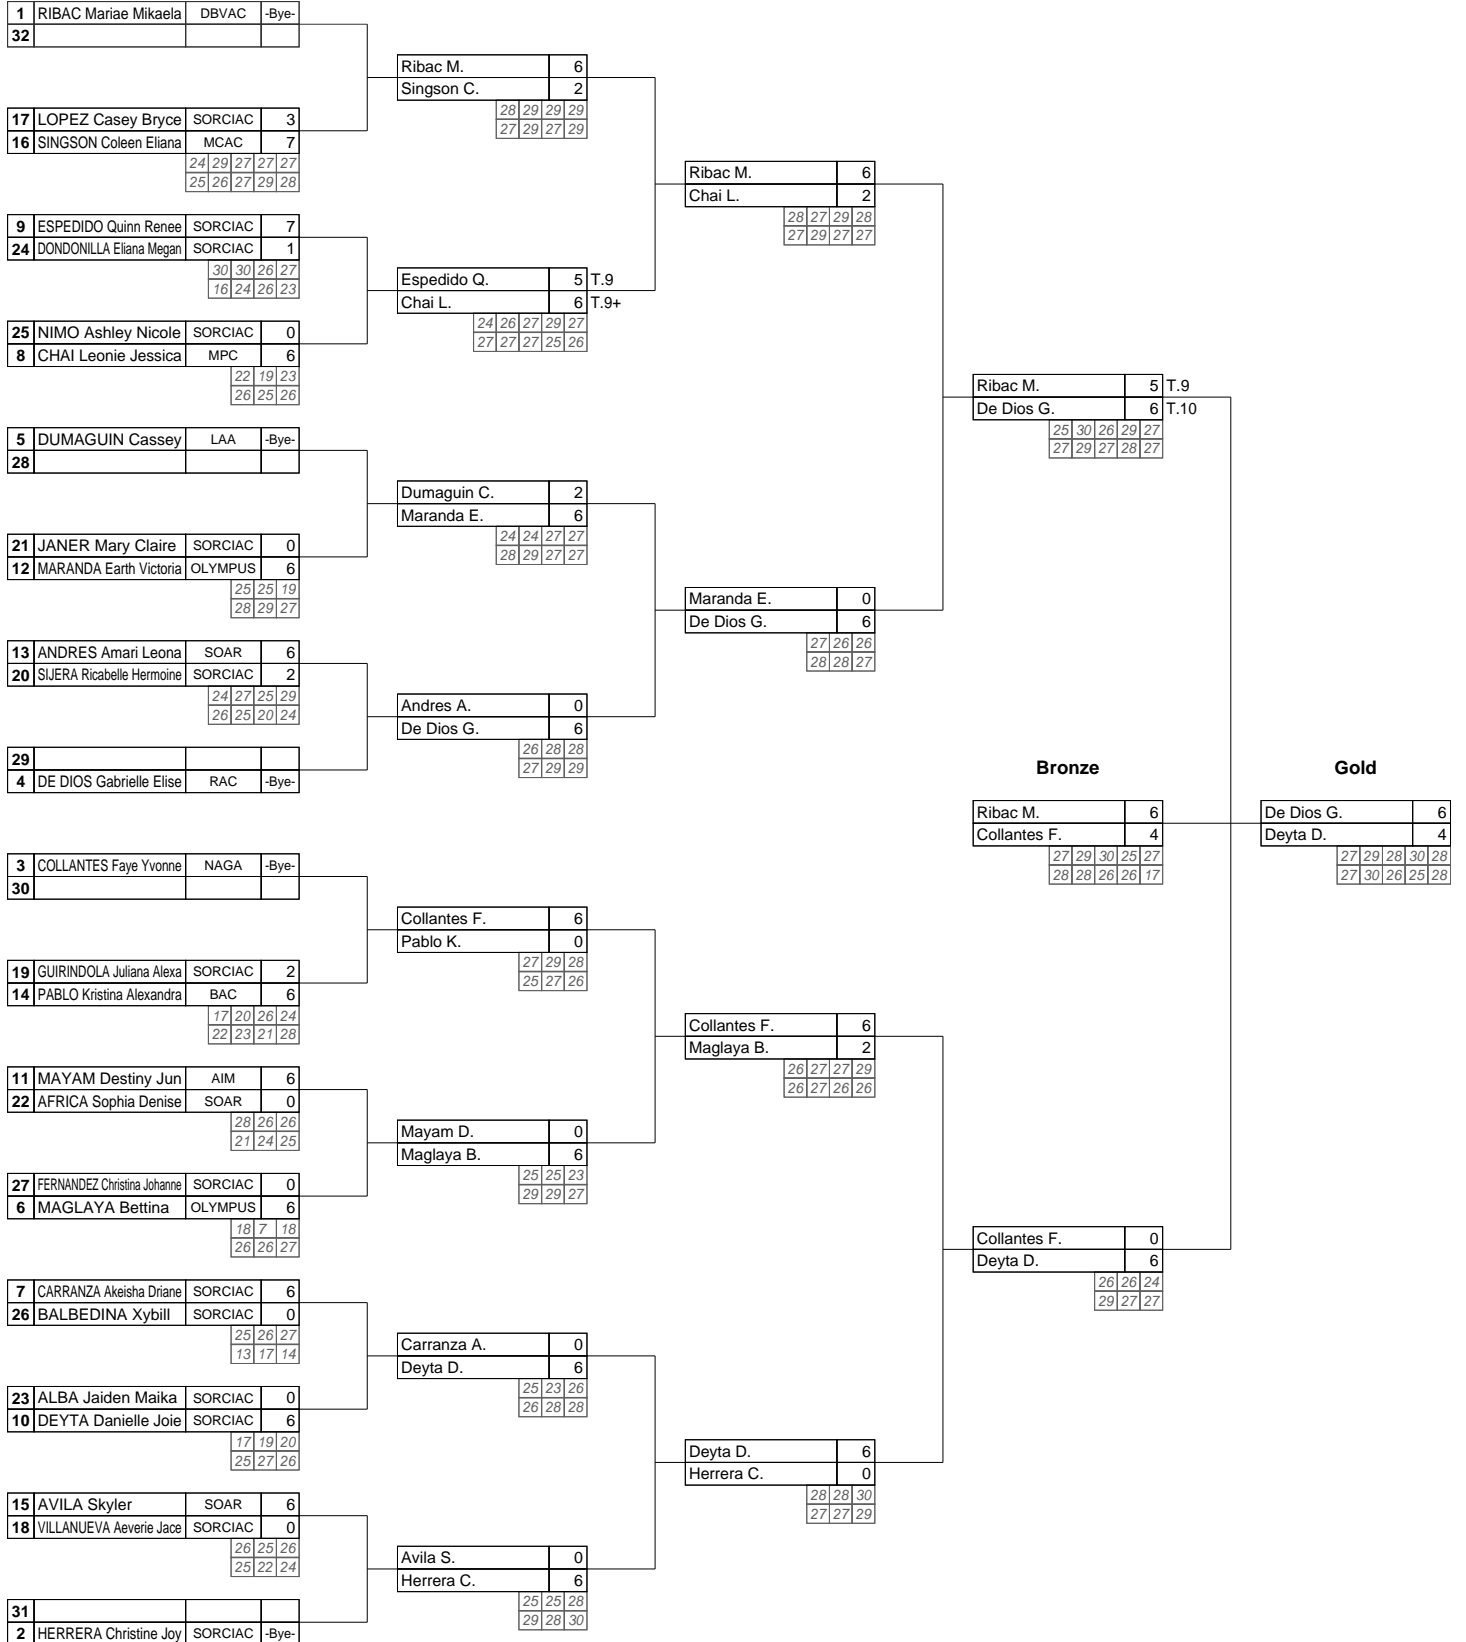 1 RIBAC Mariae Mikaela DBVAC -Bye-
32
Ribac M. 6
Singson C. 2
28 29 29 29
27 29 27 29
17 LOPEZ Casey Bryce SORCIAC 3
16 SINGSON Coleen Eliana MCAC 7
24 29 27 27 27
25 26 27 29 28
Ribac M. 6
Chai L. 2
28 27 29 28
27 29 27 27
9 ESPEDIDO Quinn Renee SORCIAC 7
24 DONDONILLA Eliana Megan SORCIAC 1
30 30 26 27
16 24 26 23
Espedido Q. 5 T.9
Chai L. 6 T.9+
24 26 27 29 27
27 27 27 25 26
25 NIMO Ashley Nicole SORCIAC 0
8 CHAI Leonie Jessica MPC 6
22 19 23
26 25 26
Ribac M. 5 T.9
De Dios G. 6 T.10
25 30 26 29 27
27 29 27 28 27
5 DUMAGUIN Cassey LAA -Bye-
28
Dumaguin C. 2
Maranda E. 6
24 24 27 27
28 29 27 27
21 JANER Mary Claire SORCIAC 0
12 MARANDA Earth Victoria OLYMPUS 6
25 25 19
28 29 27
Maranda E. 0
De Dios G. 6
27 26 26
28 28 27
13 ANDRES Amari Leona SOAR 6
20 SIJERA Ricabelle Hermoine SORCIAC 2
24 27 25 29
26 25 20 24
Andres A. 0
De Dios G. 6
26 28 28
27 29 29
29
4 DE DIOS Gabrielle Elise RAC -Bye-
Bronze Gold
Ribac M. 6 De Dios G. 6
Collantes F. 4 Deyta D. 4
27 29 30 25 27 27 29 28 30 28
28 28 26 26 17 27 30 26 25 28
3 COLLANTES Faye Yvonne NAGA -Bye-
30
Collantes F. 6
Pablo K. 0
27 29 28
25 27 26
19 GUIRINDOLA Juliana Alexa SORCIAC 2
14 PABLO Kristina Alexandra BAC 6
17 20 26 24
22 23 21 28
Collantes F. 6
Maglaya B. 2
26 27 27 29
26 27 26 26
11 MAYAM Destiny Jun AIM 6
22 AFRICA Sophia Denise SOAR 0
28 26 26
21 24 25
Mayam D. 0
Maglaya B. 6
25 25 23
29 29 27
27 FERNANDEZ Christina Johanne SORCIAC 0
6 MAGLAYA Bettina OLYMPUS 6
18 7 18
26 26 27
Collantes F. 0
Deyta D. 6
26 26 24
29 27 27
7 CARRANZA Akeisha Driane SORCIAC 6
26 BALBEDINA Xybill SORCIAC 0
25 26 27
13 17 14
Carranza A. 0
Deyta D. 6
25 23 26
26 28 28
23 ALBA Jaiden Maika SORCIAC 0
10 DEYTA Danielle Joie SORCIAC 6
17 19 20
25 27 26
Deyta D. 6
Herrera C. 0
28 28 30
27 27 29
15 AVILA Skyler SOAR 6
18 VILLANUEVA Aeverie Jace SORCIAC 0
26 25 26
25 22 24
Avila S. 0
Herrera C. 6
25 25 28
29 28 30
31
2 HERRERA Christine Joy SORCIAC -Bye-